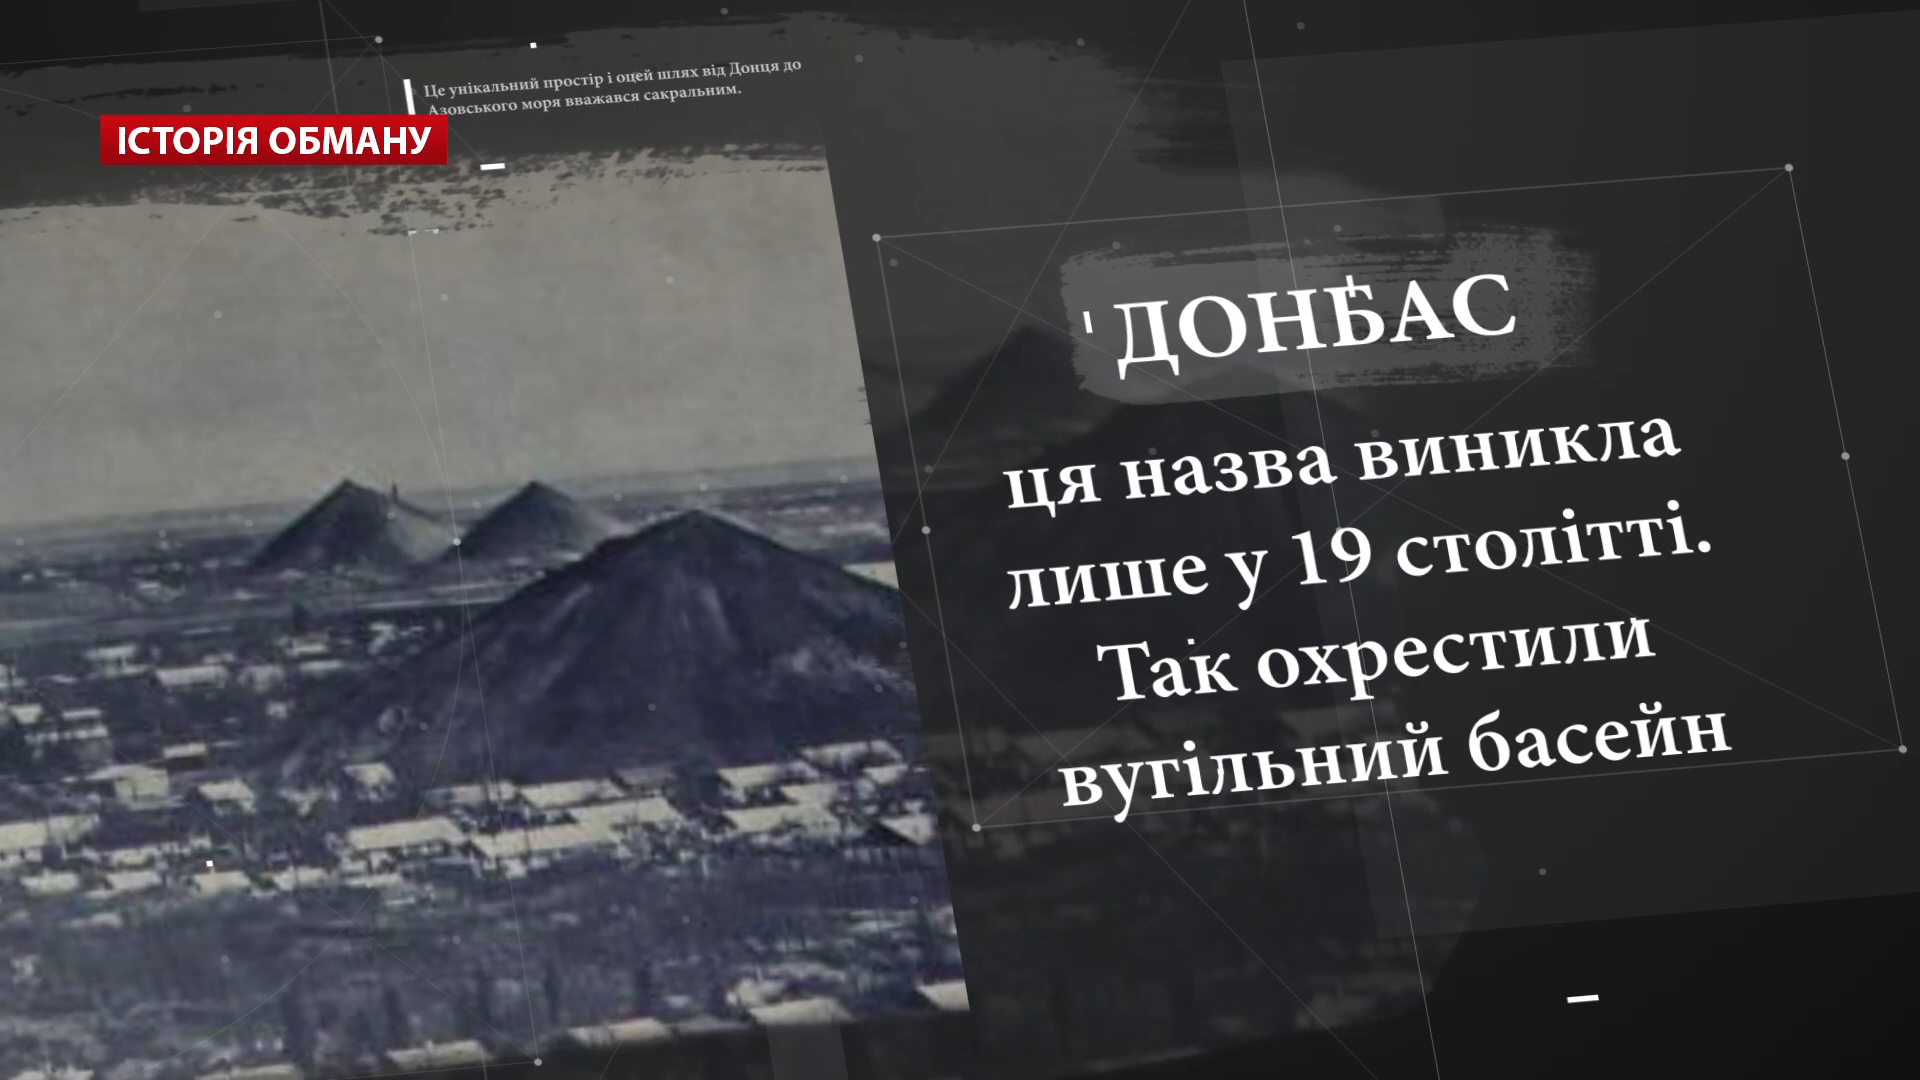 Це унікальний простір і оцей шлях від Донця до
Азовського моря вважався сакральним.
ІСТОРІЯ ОБМАНУ
ДОНБАС
ця назва виникла
лише у 19 столітті.
Так охрестили
вугільний басейн